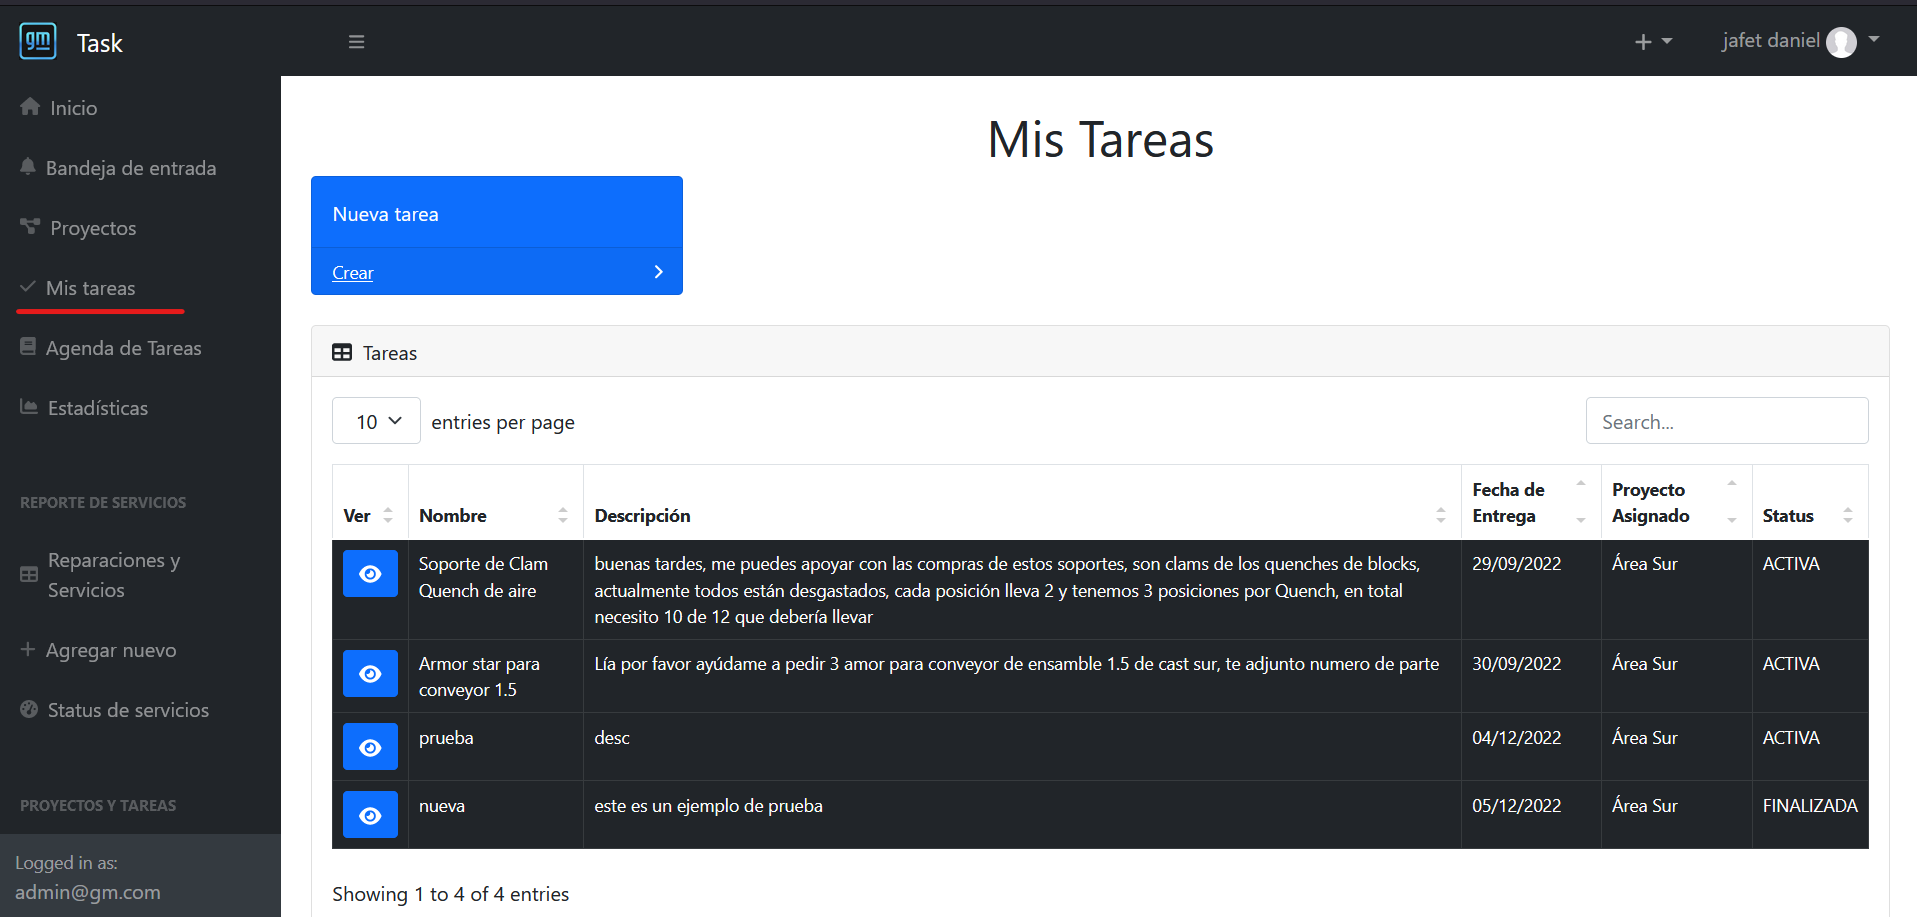 gm Task
jafet daniel
Inicio
Bandeja de entrada
Proyectos
Mis tareas
Agenda de Tareas
Estadísticas
REPORTE DE SERVICIOS
Reparaciones y
Servicios
Agregar nuevo
Status de servicios
PROYECTOS Y TAREAS
Logged in as:
admin@gm.com
Mis Tareas
Nueva tarea
Crear
Tareas
10 entries per page
Search...
Ver
Nombre
Descripción
Fecha de
Entrega
Proyecto
Asignado
Status
Soporte de Clam
Quench de aire
buenas tardes, me puedes apoyar con las compras de estos soportes, son clams de los quenches de blocks,
actualmente todos están desgastados, cada posición lleva 2 y tenemos 3 posiciones por Quench, en total
necesito 10 de 12 que debería llevar
29/09/2022
Área Sur
ACTIVA
Armor star para
conveyor 1.5
Lía por favor ayúdame a pedir 3 amor para conveyor de ensamble 1.5 de cast sur, te adjunto numero de parte
30/09/2022
Área Sur
ACTIVA
prueba
desc
04/12/2022
Área Sur
ACTIVA
nueva
este es un ejemplo de prueba
05/12/2022
Área Sur
FINALIZADA
Showing 1 to 4 of 4 entries